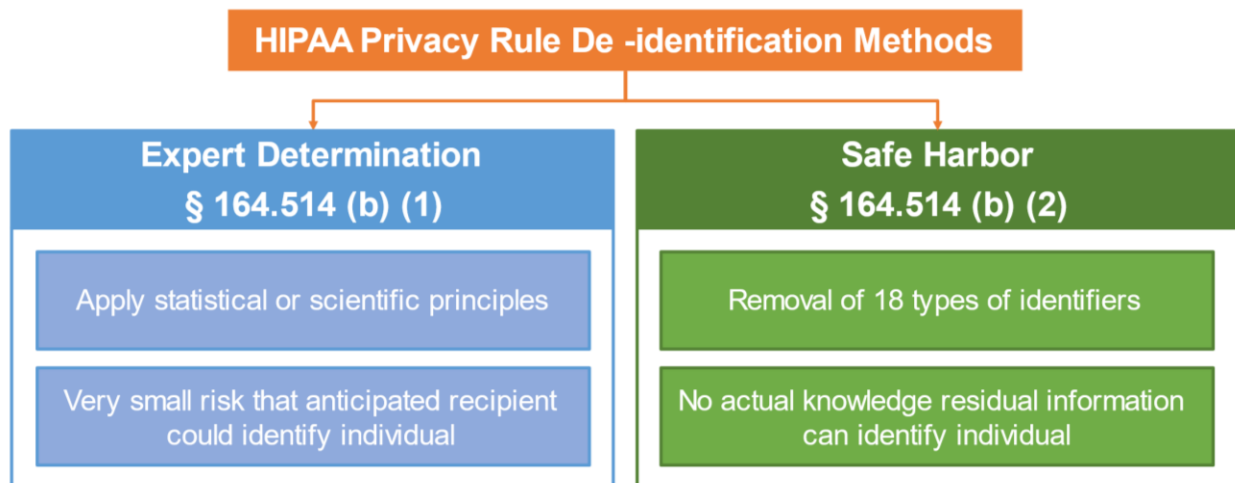 HIPAA Privacy Rule De -identification Methods
Expert Determination
§ 164.514 (b) (1)
Apply statistical or scientific principles
Very small risk that anticipated recipient
could identify individual
Safe Harbor
§ 164.514 (b) (2)
Removal of 18 types of identifiers
No actual knowledge residual information
can identify individual